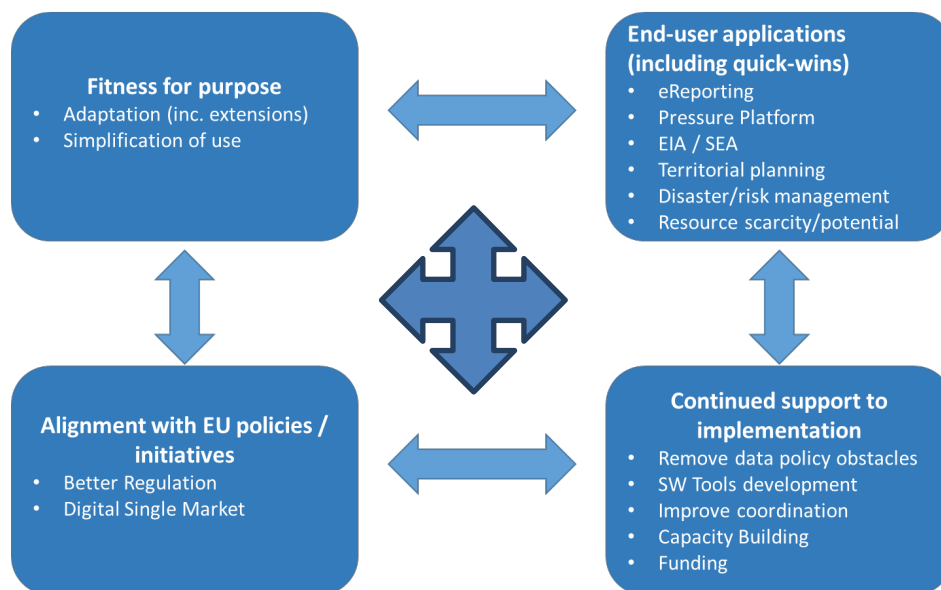 Fitness for purpose
• Adaptation (inc. extensions)
• Simplification of use
End-user applications
(including quick-wins)
• eReporting
• Pressure Platform
• EIA / SEA
• Territorial planning
• Disaster/risk management
• Resource scarcity/potential
Alignment with EU policies /
initiatives
• Better Regulation
• Digital Single Market
Continued support to
implementation
• Remove data policy obstacles
• SW Tools development
• Improve coordination
• Capacity Building
• Funding